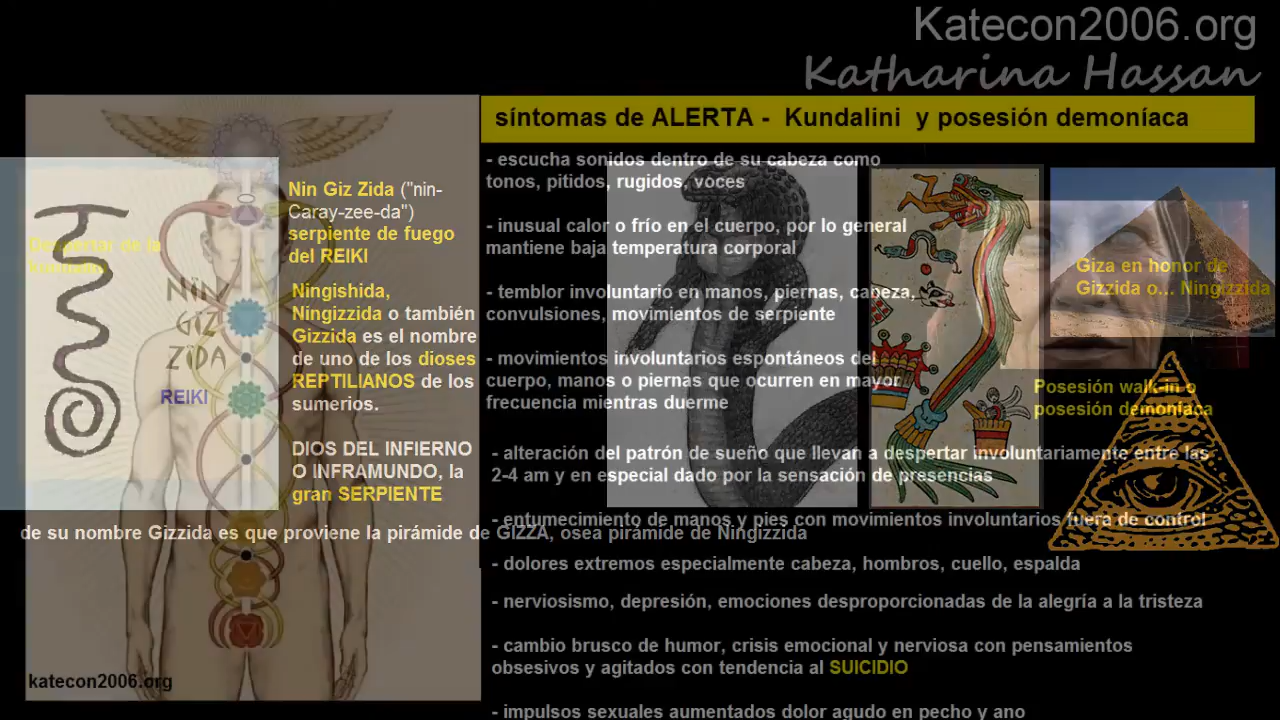 Katecon2006.org
Katharina Hassan
síntomas de ALERTA - Kundalini y posesión demoníaca
- escucha sonidos dentro de su cabeza como
tonos, pitidos, rugidos, voces
- inusual calor o frío en el cuerpo, por lo general
mantiene baja temperatura corporal
- temblor involuntario en manos, piernas, cabeza,
convulsiones, movimientos de serpiente
- movimientos involuntarios espontáneos del
cuerpo, manos o piernas que ocurren en mayor
frecuencia mientras duerme
- alteración del patrón de sueño que llevan a despertar involuntariamente entre las
2-4 am y en especial dado por la sensación de presencias
- entumecimiento de manos y pies con movimientos involuntarios fuera de control
- dolores extremos especialmente cabeza, hombros, cuello, espalda
- nerviosismo, depresión, emociones desproporcionadas de la alegría a la tristeza
- cambio brusco de humor, crisis emocional y nerviosa con pensamientos
obsesivos y agitados con tendencia al SUICIDIO
- impulsos sexuales aumentados dolor agudo en pecho y ano
Despertar de la
kundalini
NIN
GIZ
ZIDA
REIKI
Nin Giz Zida ("nin-
Caray-zee-da")
serpiente de fuego
del REIKI
Ningishida,
Ningizzida o también
Gizzida es el nombre
de uno de los dioses
REPTILIANOS de los
sumerios.
DIOS DEL INFIERNO
O INFRAMUNDO, la
gran SERPIENTE
de su nombre Gizzida es que proviene la pirámide de GIZZA, osea pirámide de Ningizzida
Giza en honor de
Gizzida o... Ningizzida
Posesión walk-in o
posesión demoníaca
katecon2006.org